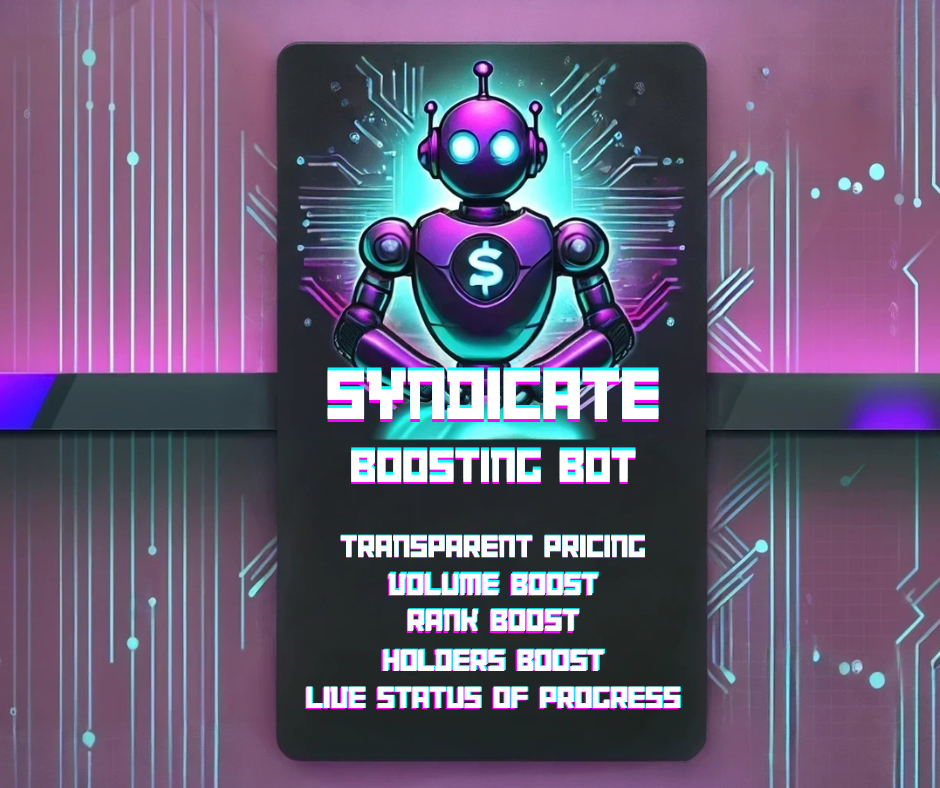 $
SYNDICATE
BOOSTING BOT
TRANSPARENT PRICING
VOLUME BOOST
RANK BOOST
HOLDERS BOOST
LIVE STATUS OF PROGRESS